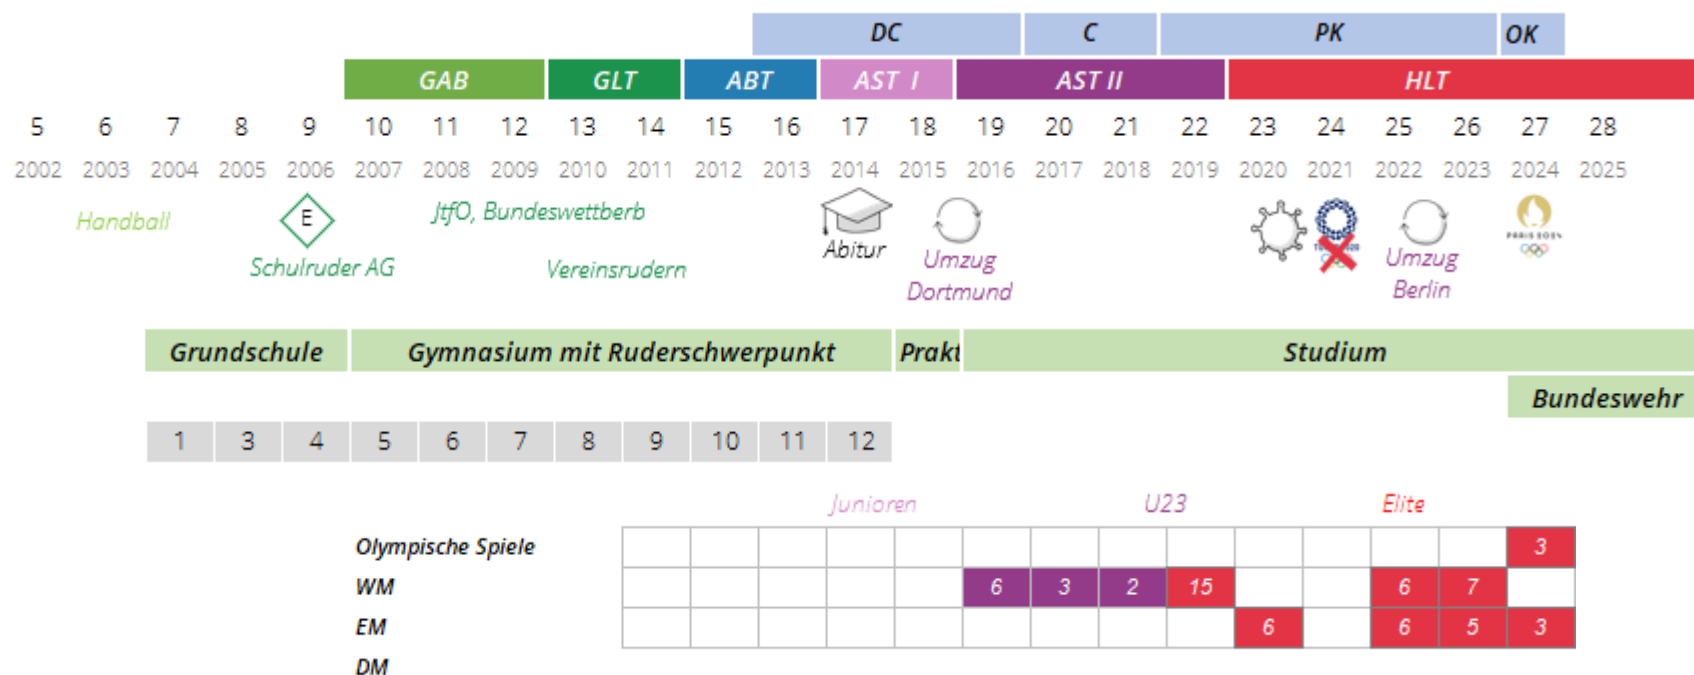 DC C PK OK
GAB GLT ABT AST I AST II HLT
5 6 7 8 9 10 11 12 13 14 15 16 17 18 19 20 21 22 23 24 25 26 27 28
2002 2003 2004 2005 2006 2007 2008 2009 2010 2011 2012 2013 2014 2015 2016 2017 2018 2019 2020 2021 2022 2023 2024 2025
Handball
E
JtfO, Bundeswettberb
Schulruder AG
Vereinsrudern
Abitur
Umzug
Dortmund
Umzug
Berlin
PARIS 2024
Grundschule Gymnasium mit Ruderschwerpunkt Prakt Studium
Bundeswehr
1 3 4 5 6 7 8 9 10 11 12
Junioren U23 Elite
Olympische Spiele 3
WM 6 3 2 15 6 7
EM 6 6 5 3
DM